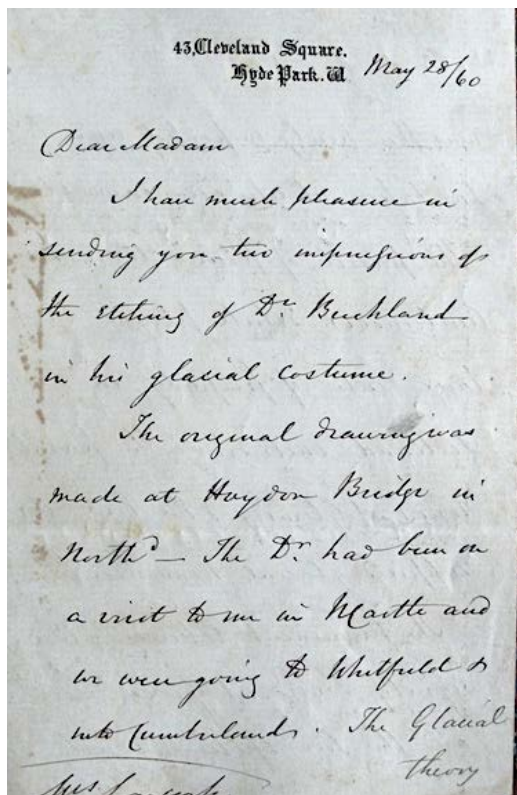 43, Cleveland Square.
Hyde Park. W
May 28/60
Dear Madam
I have much pleasure in
sending you two impressions of
the etching of Dr. Buckland
in his glacial costume.
The original drawing was
made at Haydon Bridge in
Northd — The Dr. had been on
a visit to me in and
we were going to Whitfield &
into Cumberland. The Glacial
theory
Mrs